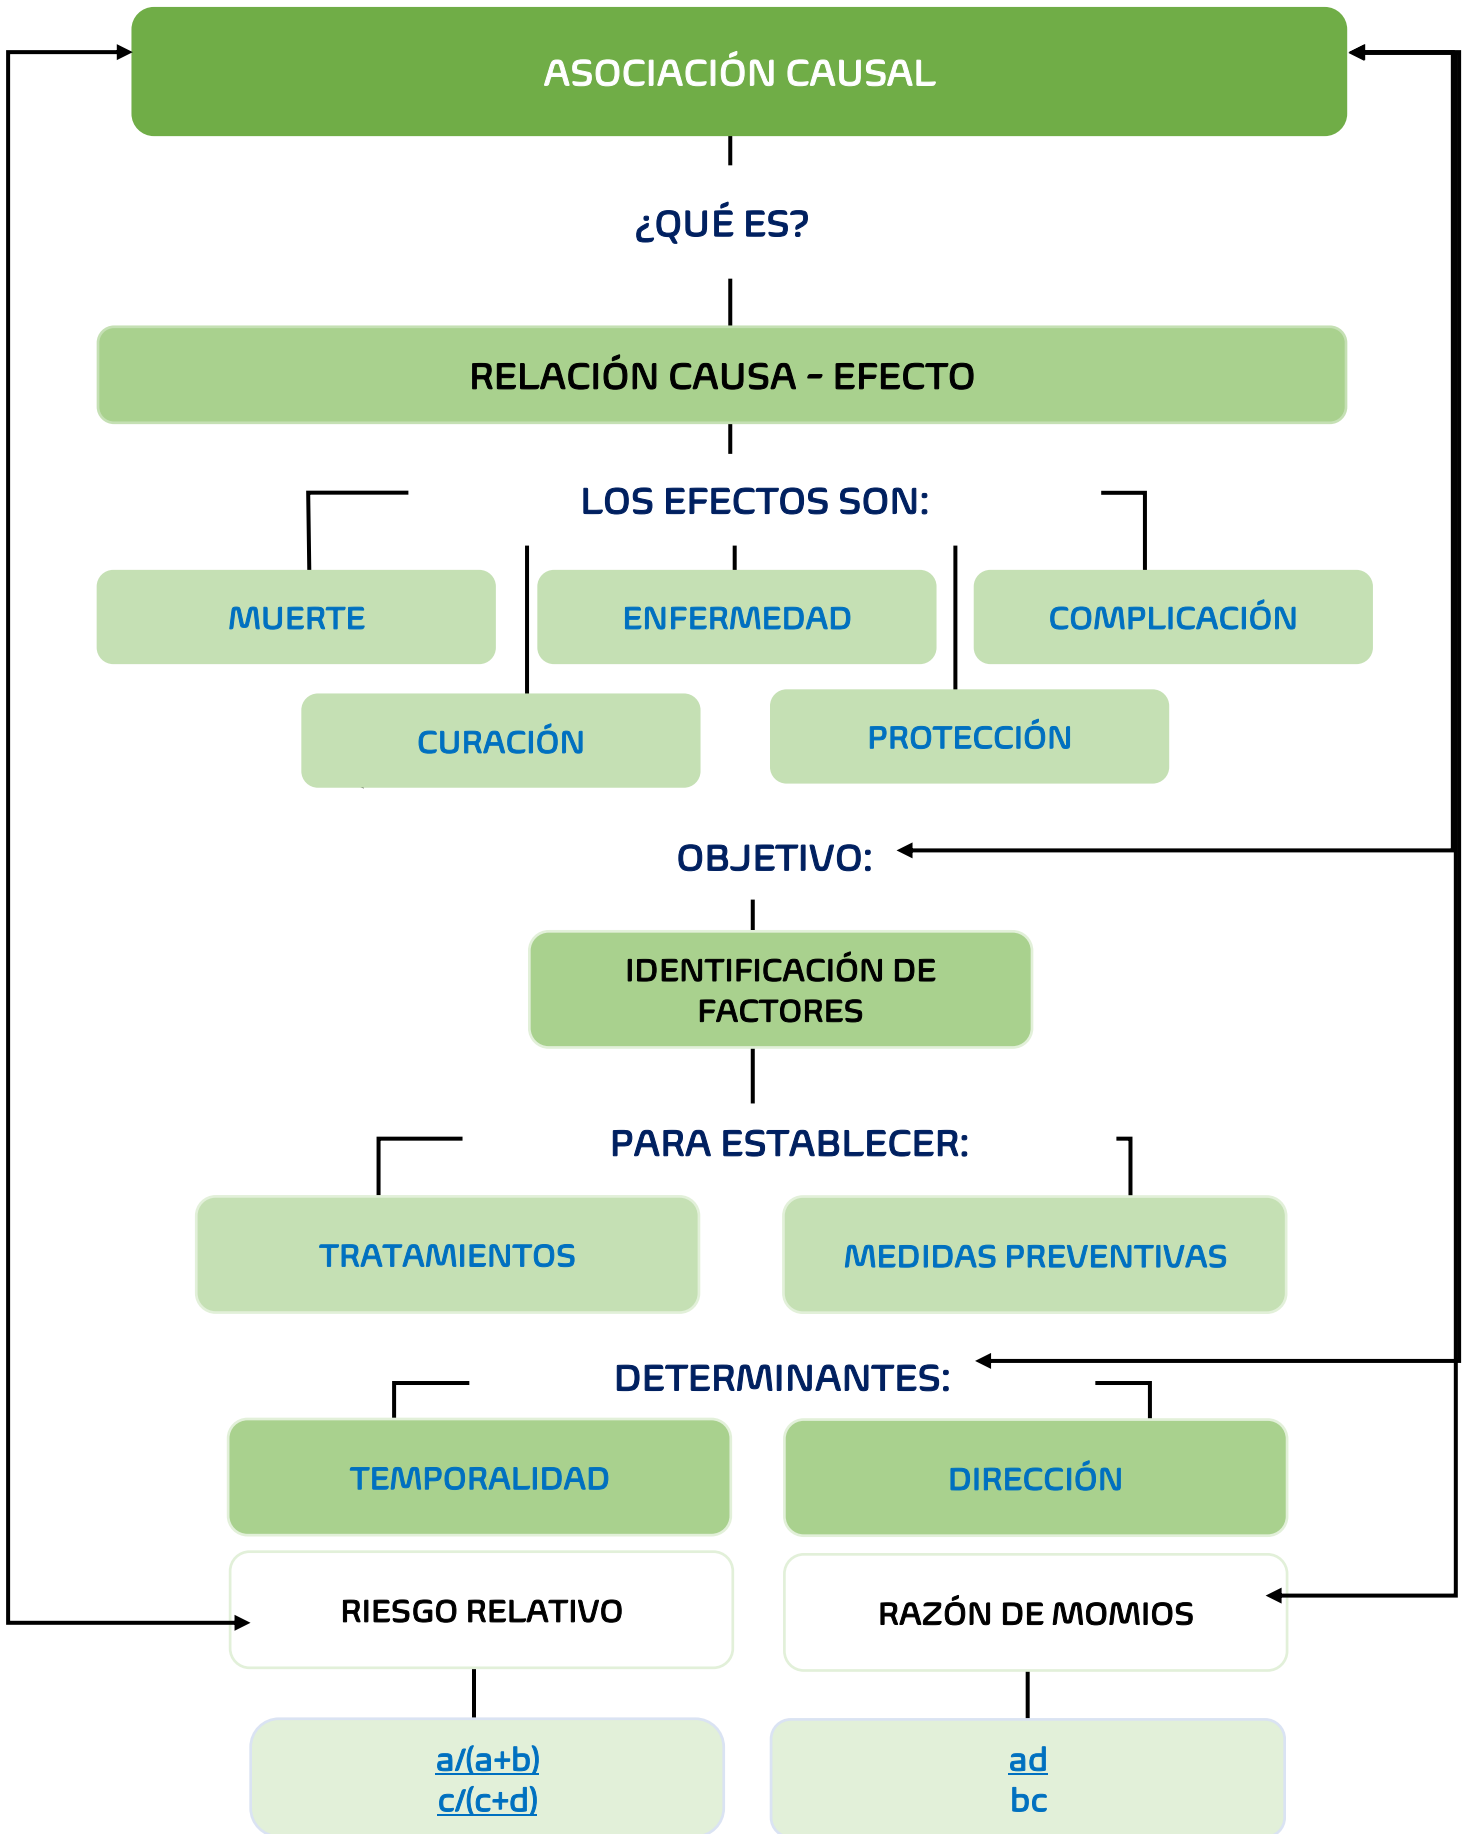 ASOCIACIÓN CAUSAL
¿QUÉ ES?
RELACIÓN CAUSA - EFECTO
LOS EFECTOS SON:
MUERTE
ENFERMEDAD
COMPLICACIÓN
CURACIÓN
PROTECCIÓN
OBJETIVO:
IDENTIFICACIÓN DE
FACTORES
PARA ESTABLECER:
TRATAMIENTOS
MEDIDAS PREVENTIVAS
DETERMINANTES:
TEMPORALIDAD
DIRECCIÓN
RIESGO RELATIVO
RAZÓN DE MOMIOS
a/(a+b)
c/(c+d)
ad
bc